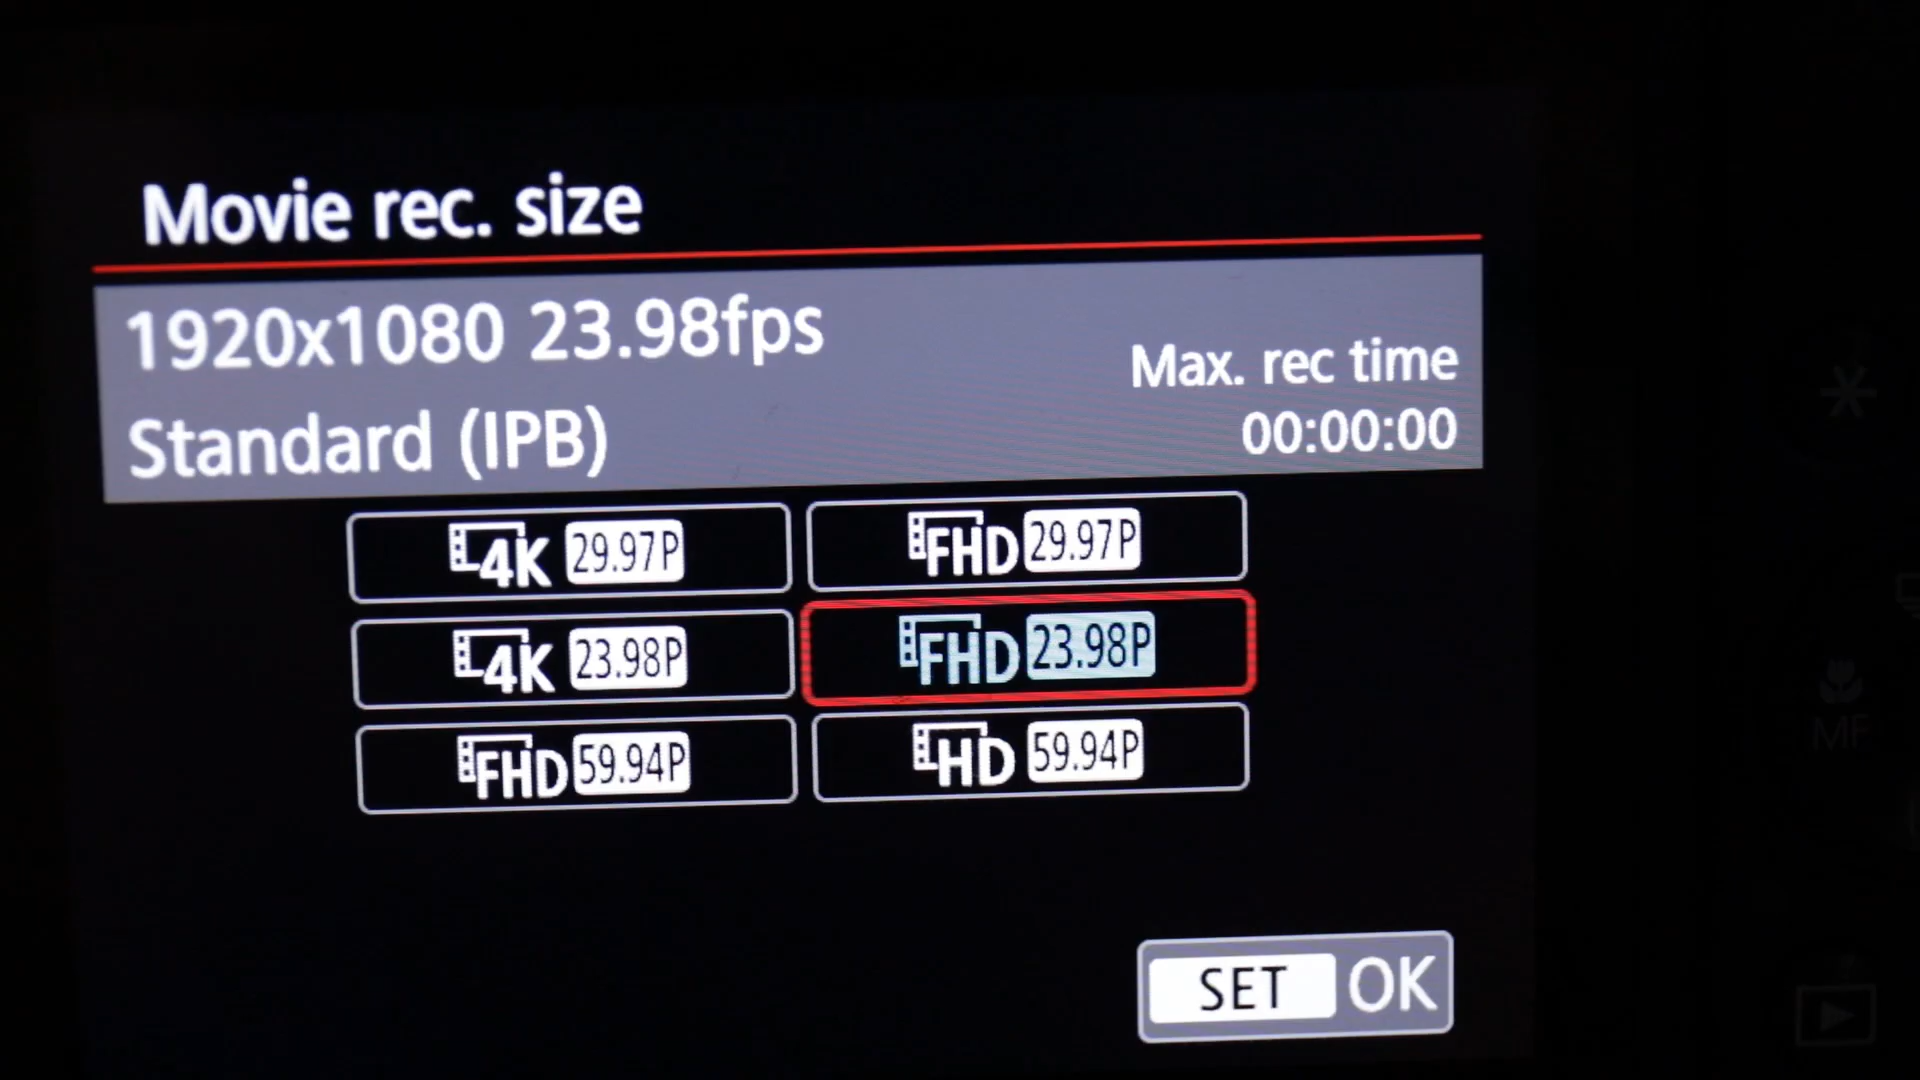 Movie rec. size
1920x1080 23.98fps
Max. rec time
Standard (IPB)
00:00:00
4K 29.97P
FHD 29.97P
4K 23.98P
FHD 23.98P
FHD 59.94P
HD 59.94P
SET OK
MF